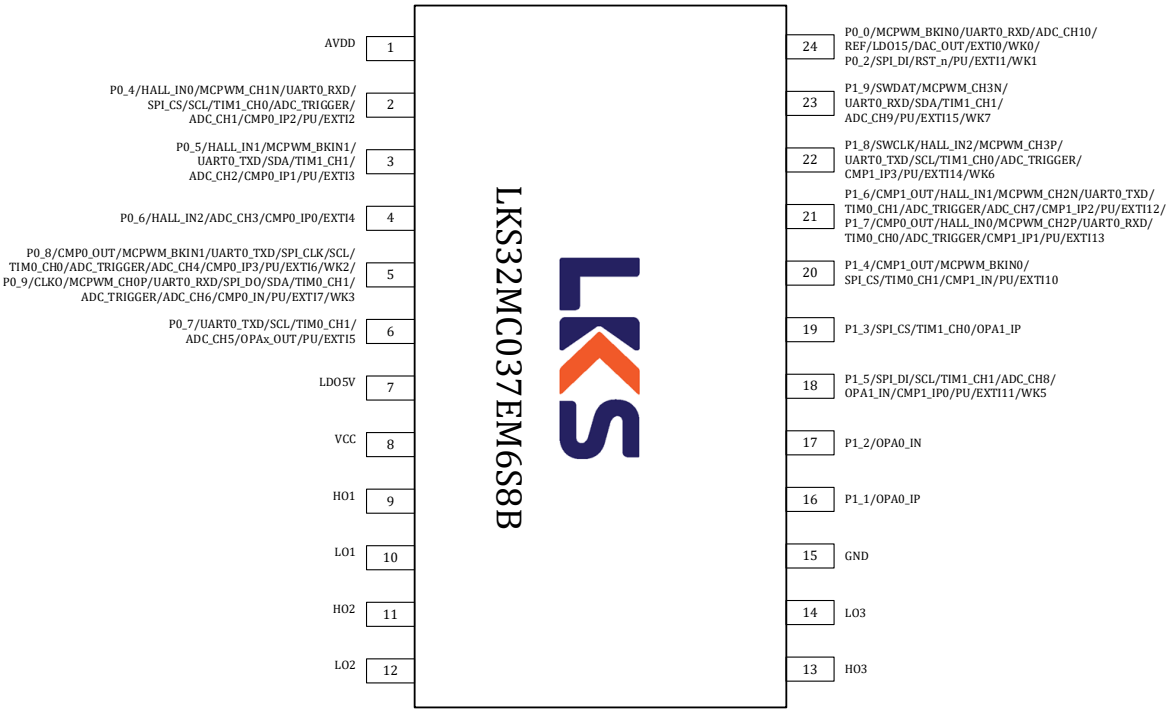 AVDD
1
P0_4/HALL_IN0/MCPWM_CH1N/UART0_RXD/
SPI_CS/SCL/TIM1_CH0/ADC_TRIGGER/
ADC_CH1/CMP0_IP2/PU/EXTI2
2
P0_5/HALL_IN1/MCPWM_BKIN1/
UART0_TXD/SDA/TIM1_CH1/
ADC_CH2/CMP0_IP1/PU/EXTI3
3
P0_6/HALL_IN2/ADC_CH3/CMP0_IP0/EXTI4
4
P0_8/CMP0_OUT/MCPWM_BKIN1/UART0_TXD/SPI_CLK/SCL/
TIM0_CH0/ADC_TRIGGER/ADC_CH4/CMP0_IP3/PU/EXTI6/WK2/
P0_9/CLKO/MCPWM_CH0P/UART0_RXD/SPI_DO/SDA/TIM0_CH1/
ADC_TRIGGER/ADC_CH6/CMP0_IN/PU/EXTI7/WK3
5
P0_7/UART0_TXD/SCL/TIM0_CH1/
ADC_CH5/OPAx_OUT/PU/EXTI5
6
LDO5V
7
VCC
8
HO1
9
LO1
10
HO2
11
LO2
12
LKS32MC037EM6S8B
LKS
24
P0_0/MCPWM_BKIN0/UART0_RXD/ADC_CH10/
REF/LDO15/DAC_OUT/EXTI0/WK0/
P0_2/SPI_DI/RST_n/PU/EXTI1/WK1
23
P1_9/SWDAT/MCPWM_CH3N/
UART0_RXD/SDA/TIM1_CH1/
ADC_CH9/PU/EXTI15/WK7
22
P1_8/SWCLK/HALL_IN2/MCPWM_CH3P/
UART0_TXD/SCL/TIM1_CH0/ADC_TRIGGER/
CMP1_IP3/PU/EXTI14/WK6
21
P1_6/CMP1_OUT/HALL_IN1/MCPWM_CH2N/UART0_TXD/
TIM0_CH1/ADC_TRIGGER/ADC_CH7/CMP1_IP2/PU/EXTI12/
P1_7/CMP0_OUT/HALL_IN0/MCPWM_CH2P/UART0_RXD/
TIM0_CH0/ADC_TRIGGER/CMP1_IP1/PU/EXTI13
20
P1_4/CMP1_OUT/MCPWM_BKIN0/
SPI_CS/TIM0_CH1/CMP1_IN/PU/EXTI10
19
P1_3/SPI_CS/TIM1_CH0/OPA1_IP
18
P1_5/SPI_DI/SCL/TIM1_CH1/ADC_CH8/
OPA1_IN/CMP1_IP0/PU/EXTI11/WK5
17
P1_2/OPA0_IN
16
P1_1/OPA0_IP
15
GND
14
LO3
13
HO3